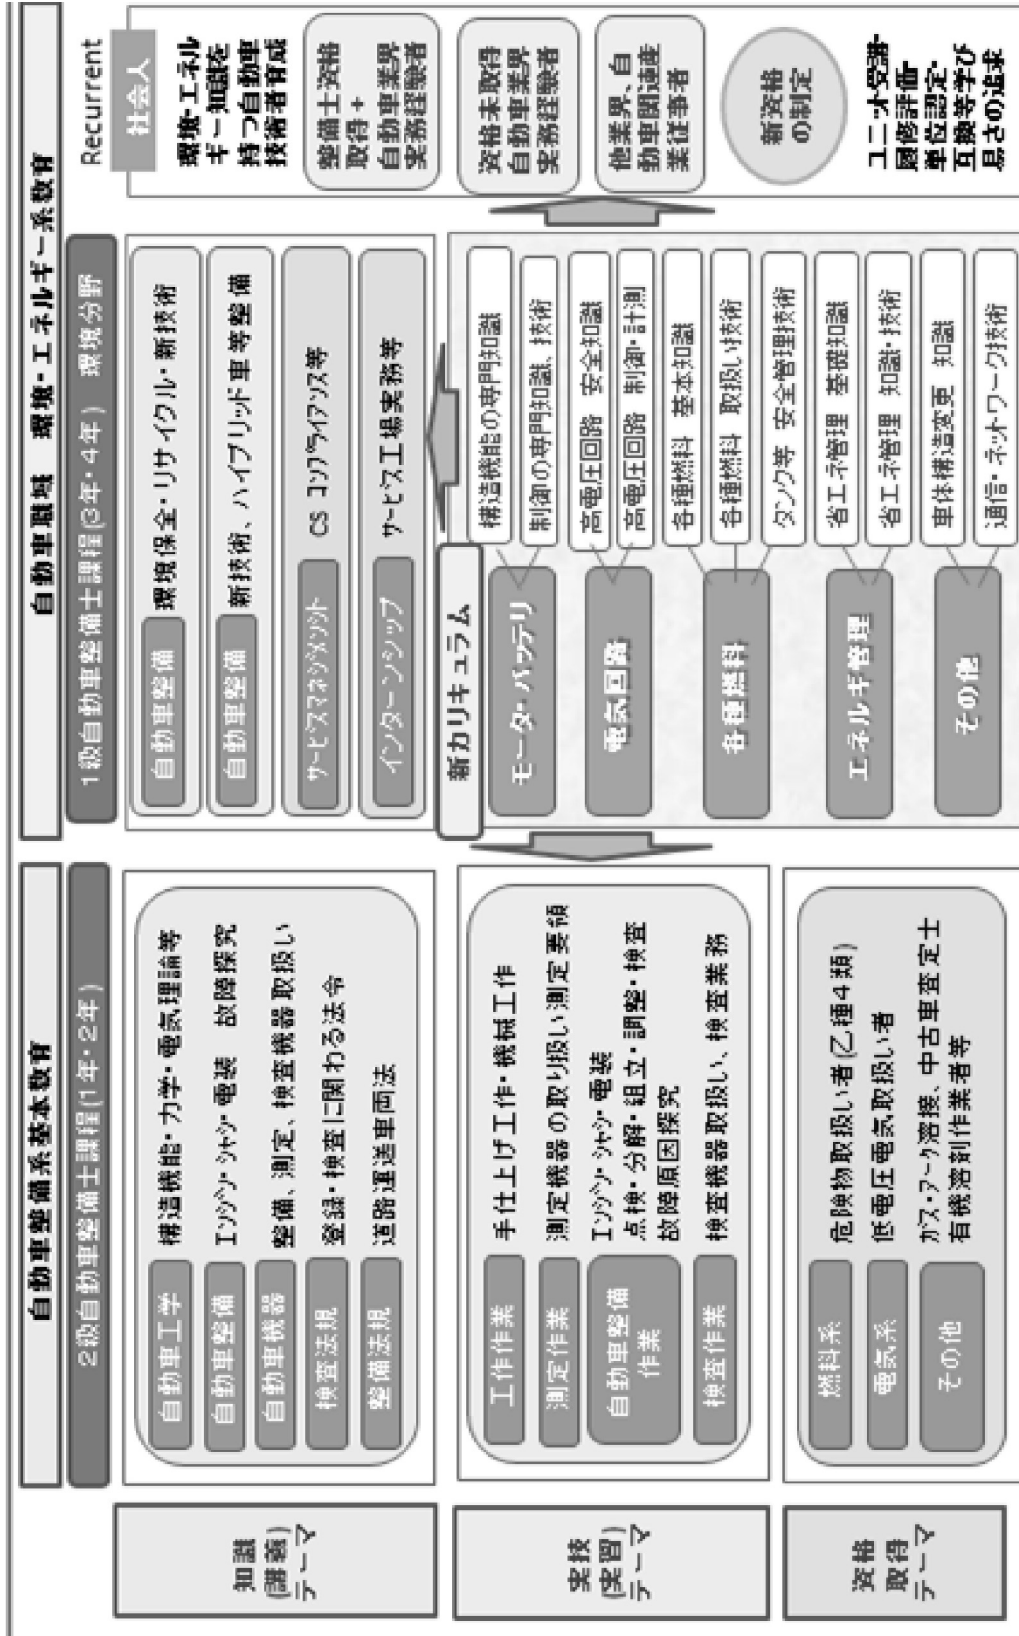 自動車整備系基本教育
自動車職域　環境・エネルギー系教育
2級自動車整備士課程(1年・2年)
1級自動車整備士課程(3年・4年)　環境分野
Recurrent
社会人
知識
(講義)
テーマ
自動車工学
構造機能・力学・電気理論等
自動車整備
エンジン・シャシ・電装　故障探究
自動車機器
整備、測定、検査機器取扱い
検査法規
登録・検査に関わる法令
整備法規
道路運送車両法
実技
(実習)
テーマ
工作作業
手仕上げ工作・機械工作
測定作業
測定機器の取り扱い測定要領
自動車整備
作業
エンジン・シャシ・電装
点検・分解・組立・調整・検査
故障原因探究
検査作業
検査機器取扱い、検査業務
資格
取得
テーマ
燃料系
危険物取扱い者(乙種4類)
電気系
低電圧電気取扱い者
その他
ガス・アーク溶接、中古車査定士
有機溶剤作業者等
自動車整備
環境保全・リサイクル・新技術
自動車整備
新技術、ハイブリッド車等整備
サービスマネジメント
CS コンプライアンス等
インターンシップ
サービス工場実務等
新カリキュラム
モータ・バッテリ
構造機能の専門知識
制御の専門知識、技術
電気回路
高電圧回路　安全知識
高電圧回路　制御・計測
各種燃料
各種燃料　基本知識
各種燃料　取扱い技術
タンク等　安全管理技術
エネルギ管理
省エネ管理　基礎知識
省エネ管理　知識・技術
その他
車体構造変更　知識
通信・ネットワーク技術
環境・エネル
ギー知識を
持つ自動車
技術者育成
整備士資格
取得+
自動車業界
実務経験者
資格未取得
自動車業界
実務経験者
他業界、自
動車関連産
業従事者
新資格
の制定
ユニット受講・
履修評価・
単位認定・
互換等学び
易さの追求